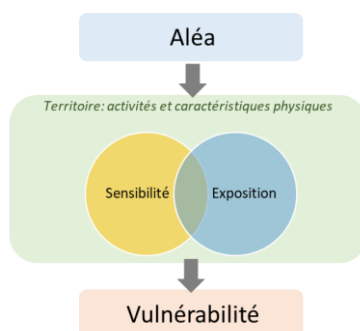 Aléa
Territoire: activités et caractéristiques physiques
Sensibilité
Exposition
Vulnérabilité